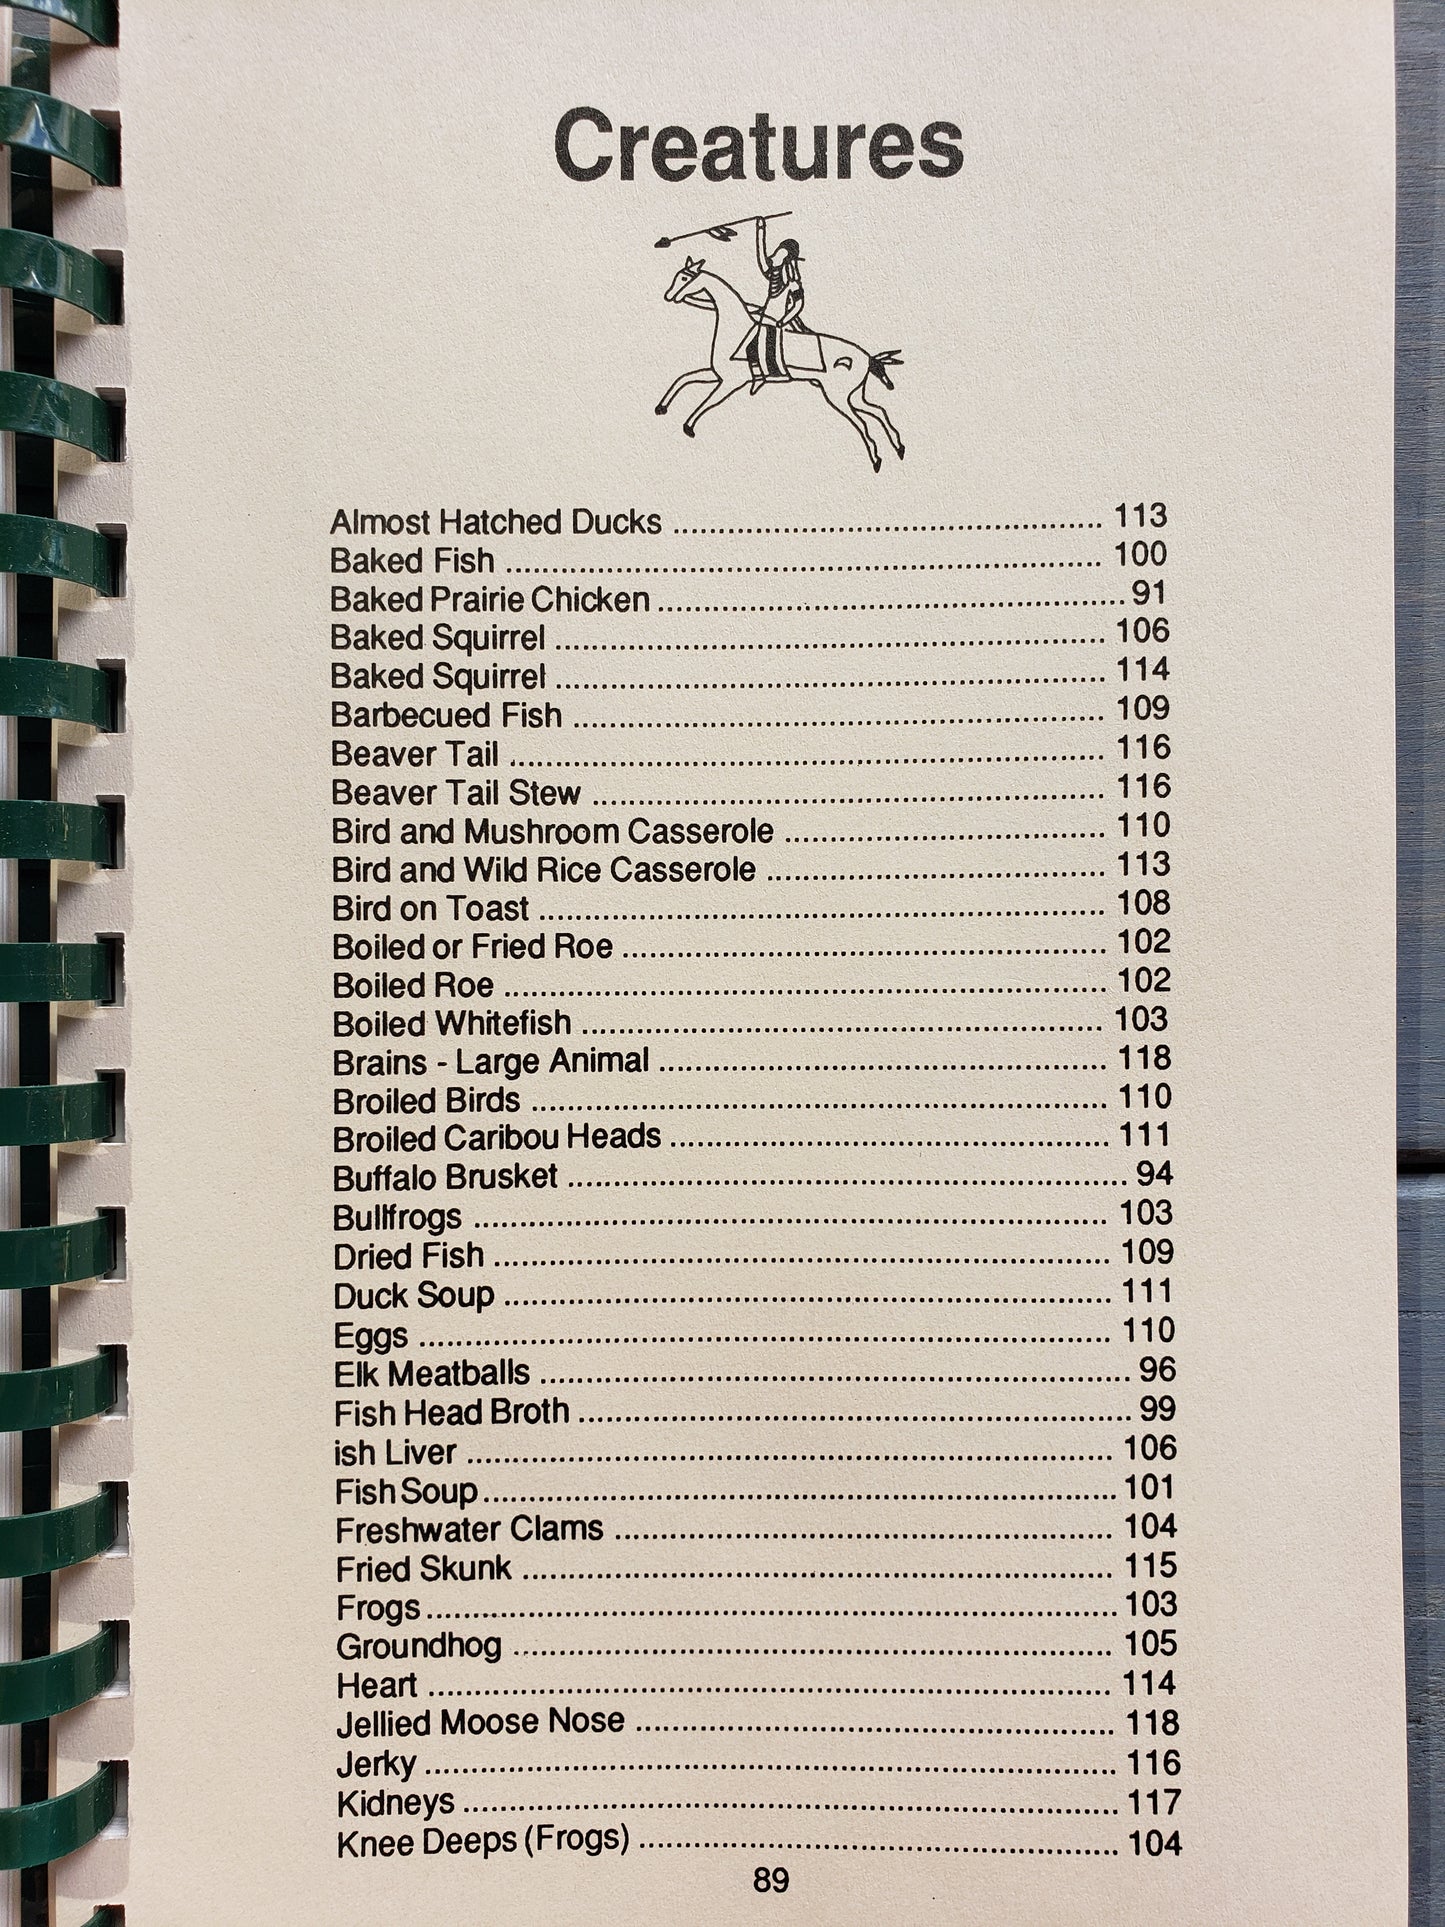 Creatures
Almost Hatched Ducks ................................................ 113
Baked Fish .................................................................. 100
Baked Prairie Chicken .................................................... 91
Baked Squirrel ............................................................ 106
Baked Squirrel ............................................................ 114
Barbecued Fish .......................................................... 109
Beaver Tail ................................................................. 116
Beaver Tail Stew ........................................................ 116
Bird and Mushroom Casserole ................................... 110
Bird and Wild Rice Casserole ..................................... 113
Bird on Toast .............................................................. 108
Boiled or Fried Roe ..................................................... 102
Boiled Roe .................................................................. 102
Boiled Whitefish ......................................................... 103
Brains - Large Animal ................................................. 118
Broiled Birds ............................................................... 110
Broiled Caribou Heads ................................................ 111
Buffalo Brusket ............................................................. 94
Bullfrogs ..................................................................... 103
Dried Fish ................................................................... 109
Duck Soup .................................................................. 111
Eggs ........................................................................... 110
Elk Meatballs ................................................................ 96
Fish Head Broth ............................................................ 99
ish Liver ...................................................................... 106
Fish Soup .................................................................... 101
Freshwater Clams ...................................................... 104
Fried Skunk ................................................................ 115
Frogs .......................................................................... 103
Groundhog ................................................................. 105
Heart .......................................................................... 114
Jellied Moose Nose .................................................... 118
Jerky ........................................................................... 116
Kidneys ....................................................................... 117
Knee Deeps (Frogs) .................................................... 104
89